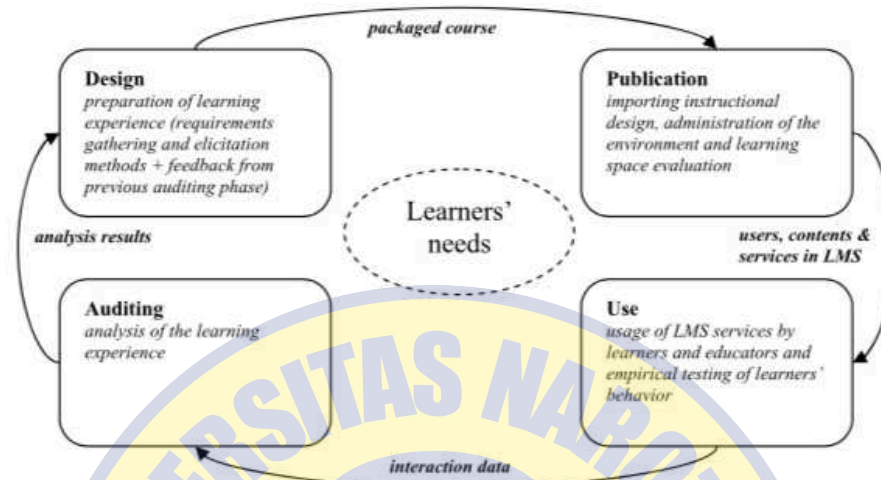 packaged course
Design
preparation of learning
experience (requirements
gathering and elicitation
methods + feedback from
previous auditing phase)
Publication
importing instructional
design, administration of the
environment and learning
space evaluation
Learners'
needs
analysis results
users, contents &
services in LMS
Auditing
analysis of the learning
experience
Use
usage of LMS services by
learners and educators and
empirical testing of learners'
behavior
interaction data